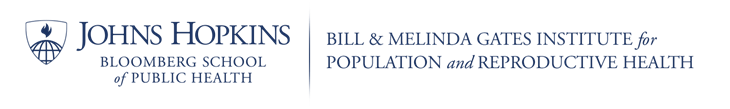 JOHNS HOPKINS
BLOOMBERG SCHOOL
of PUBLIC HEALTH
BILL & MELINDA GATES INSTITUTE for
POPULATION and REPRODUCTIVE HEALTH